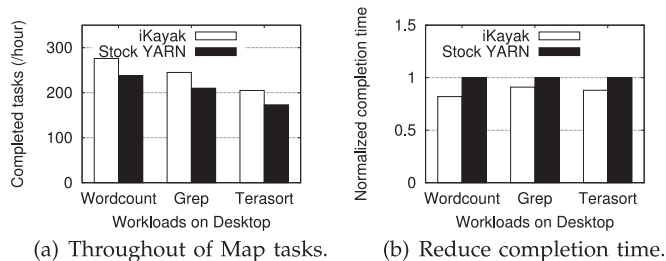 Completed tasks (/hour)
300
200
100
0
iKayak
Stock YARN
Wordcount Grep Terasort
Workloads on Desktop
(a) Throughout of Map tasks.
Normalized completion time
1.5
1
0.5
0
iKayak
Stock YARN
Wordcount Grep Terasort
Workloads on Desktop
(b) Reduce completion time.